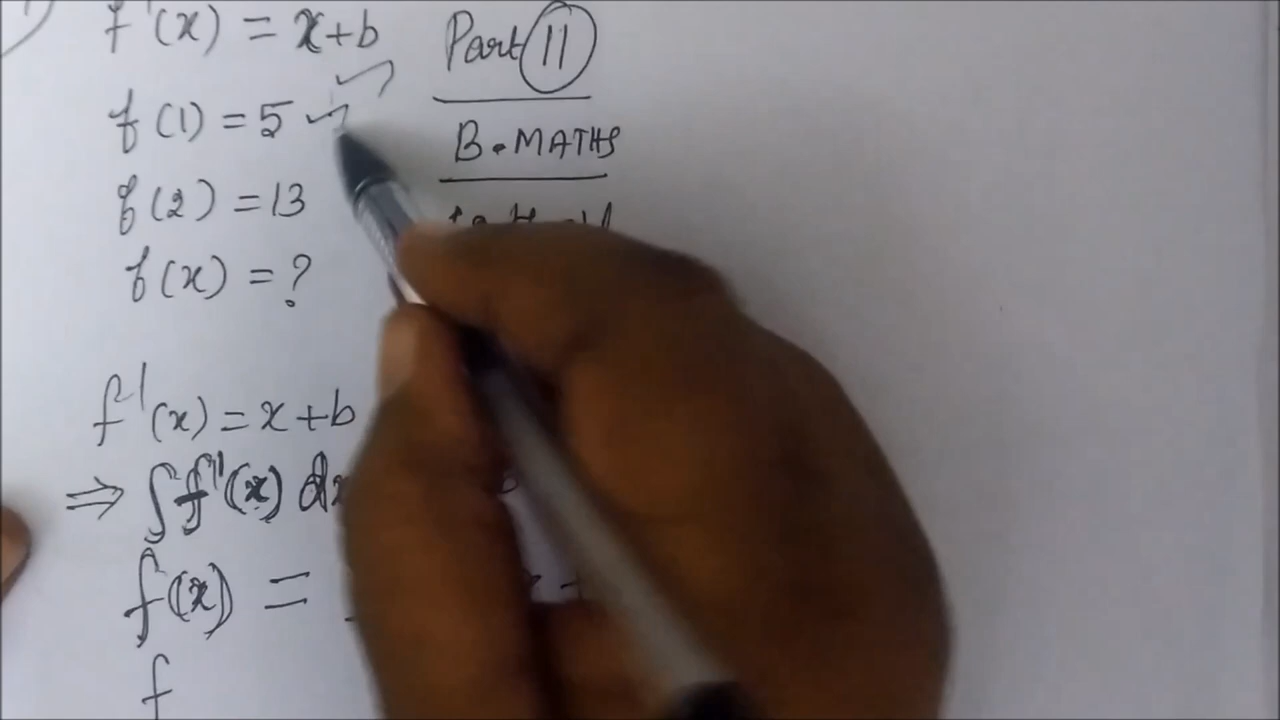 f'(x) = x+b
f(1) = 5
f(2) = 13
f(x) = ?
Part 11
B.MATHS
f'(x) = x+b
⇒ ∫f'(x) dx
f(x) =
f